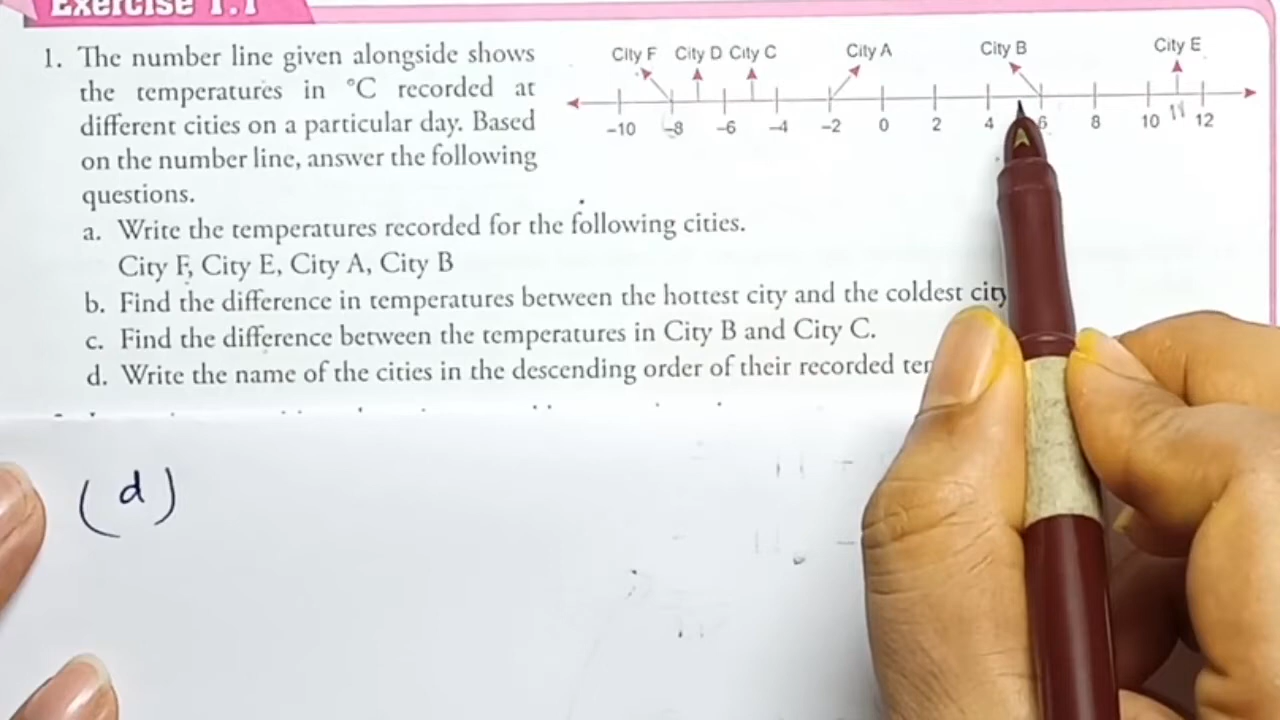 Exercise 1.1
1. The number line given alongside shows
the temperatures in °C recorded at
different cities on a particular day. Based
on the number line, answer the following
questions.
City F City D City C City A City B City E
-10 -8 -6 -4 -2 0 2 4 6 8 10 11 12
a. Write the temperatures recorded for the following cities.
City F, City E, City A, City B
b. Find the difference in temperatures between the hottest city and the coldest city
c. Find the difference between the temperatures in City B and City C.
d. Write the name of the cities in the descending order of their recorded
(d)